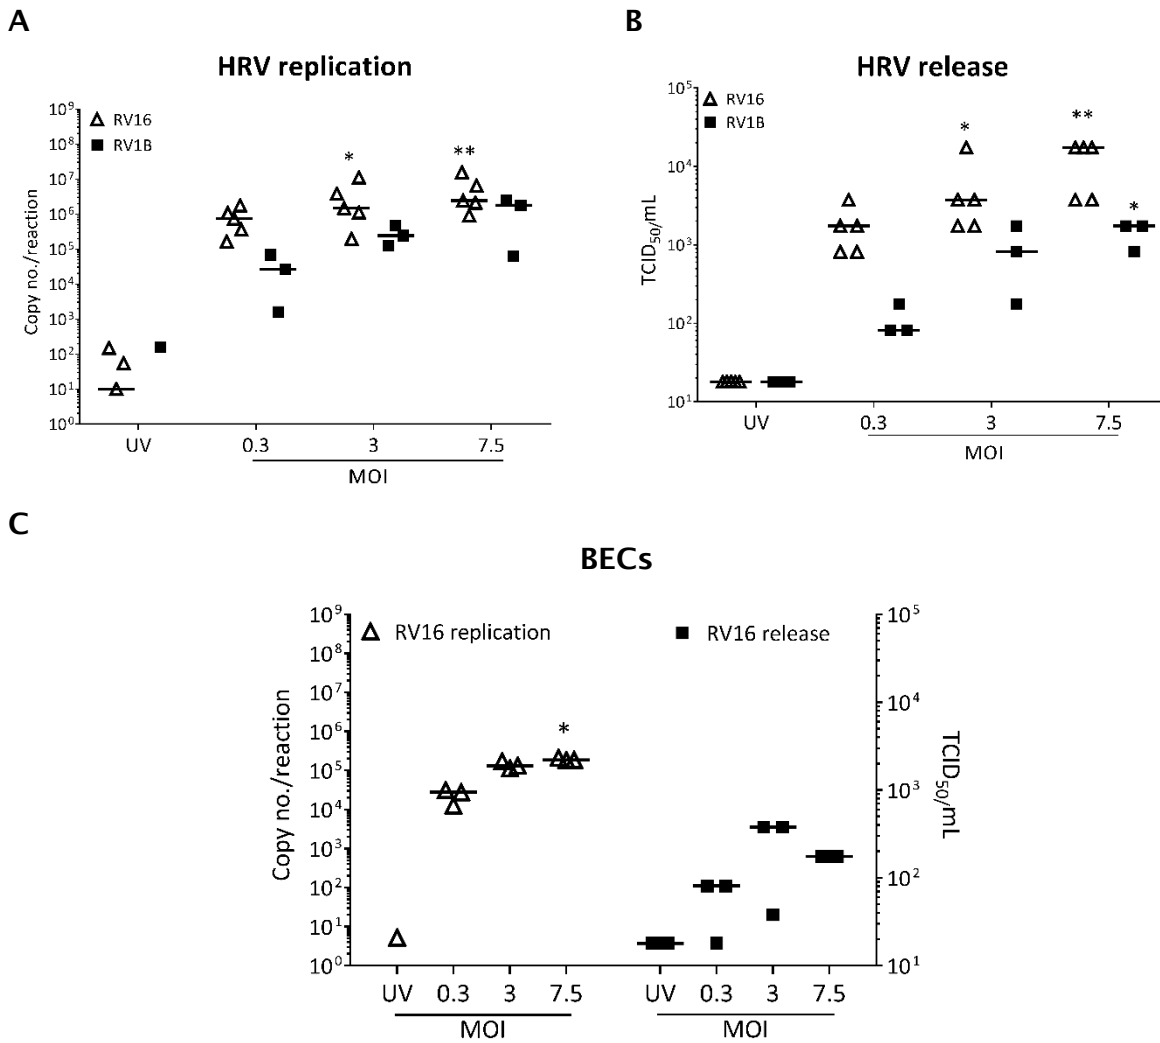 A
HRV replication
10⁹
10⁸
10⁷
10⁶
10⁵
10⁴
10³
10²
10¹
10⁰
Copy no./reaction
RV16
RV1B
*
**
UV
0.3
3
7.5
MOI
B
HRV release
10⁵
10⁴
10³
10²
10¹
TCID₅₀/mL
RV16
RV1B
*
**
*
UV
0.3
3
7.5
MOI
C
BECs
10⁹
10⁸
10⁷
10⁶
10⁵
10⁴
10³
10²
10¹
10⁰
Copy no./reaction
RV16 replication
RV16 release
*
10⁵
10⁴
10³
10²
10¹
TCID₅₀/mL
UV 0.3 3 7.5
MOI
UV 0.3 3 7.5
MOI